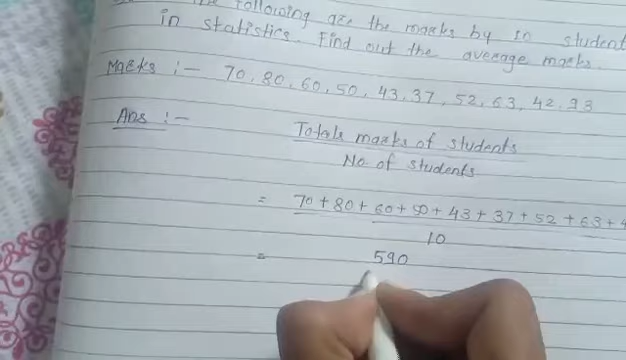 following are the marks by 10 student
in statistics. Find out the average marks.
Marks :- 70, 80, 60, 50, 43, 37, 52, 63, 42, 93
Ans :-
Totals marks of students
No. of students
= 70 + 80 + 60 + 50 + 43 + 37 + 52 + 63 + 4
10
= 590